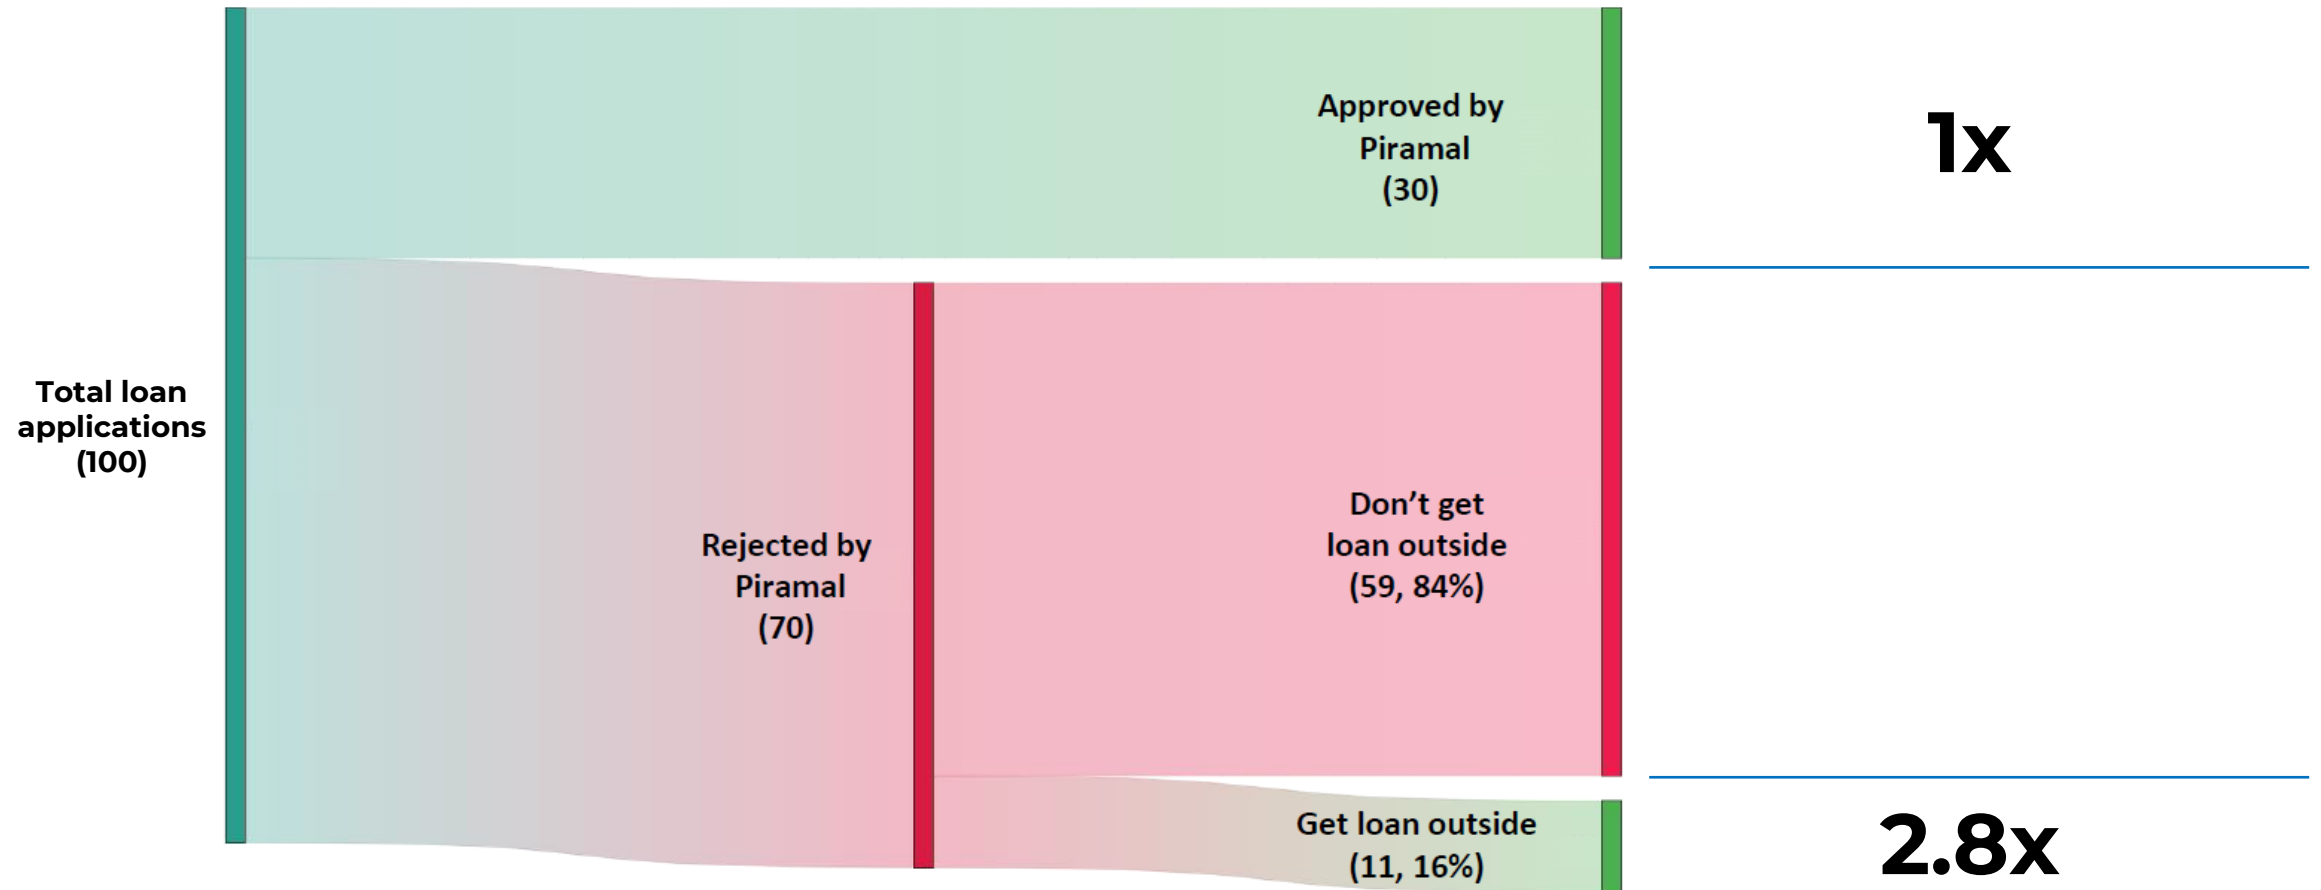 Approved by
Piramal
(30)
1x
Total loan
applications
(100)
Rejected by
Piramal
(70)
Don’t get
loan outside
(59, 84%)
Get loan outside
(11, 16%)
2.8x